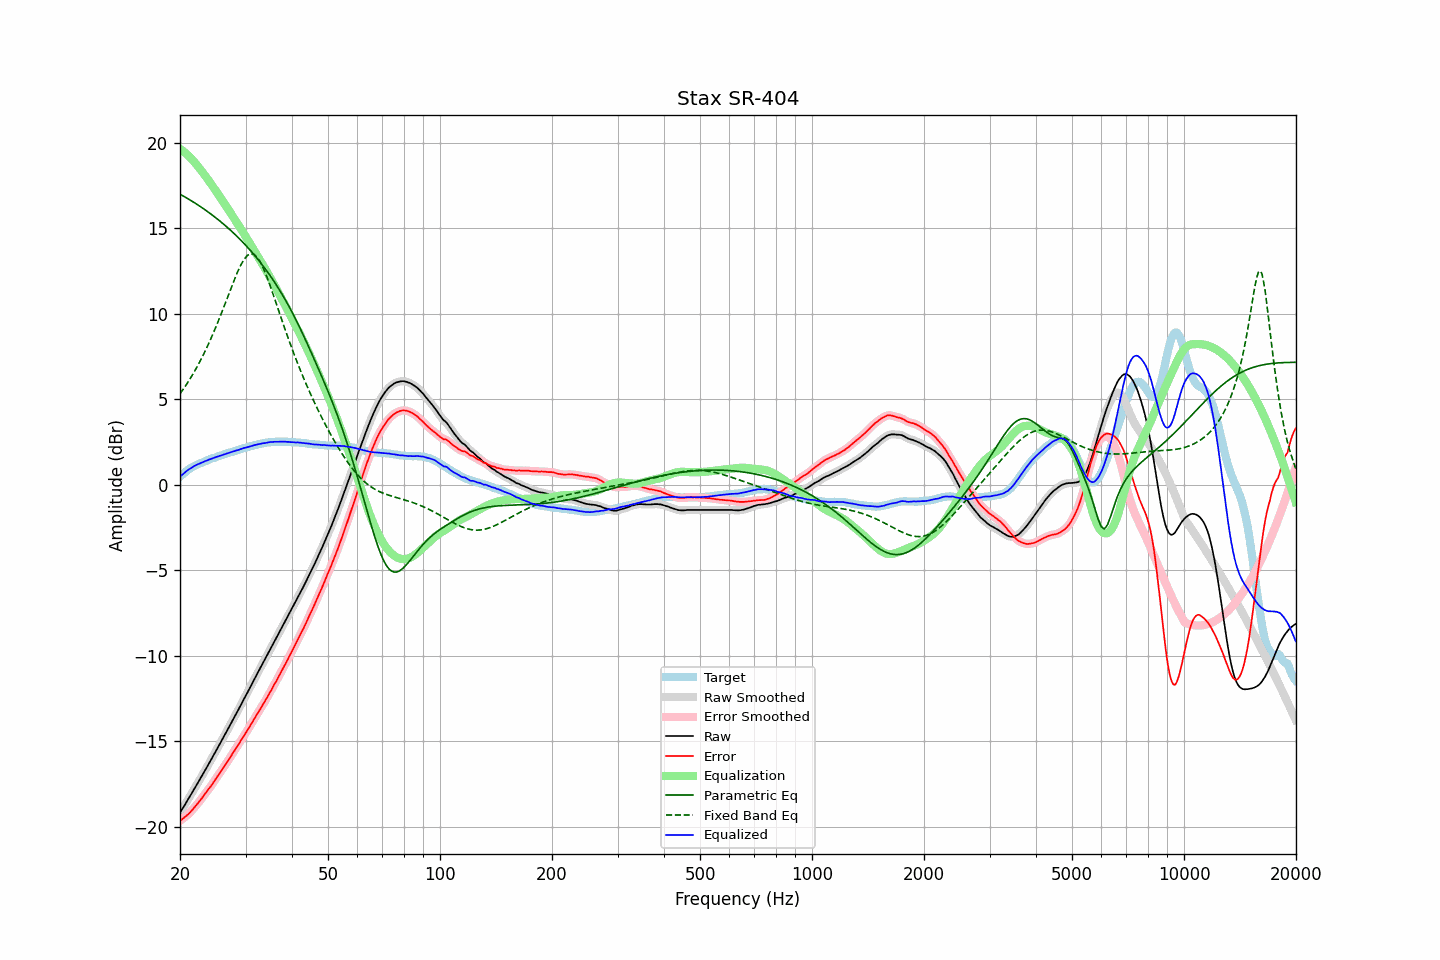 Stax SR-404
Amplitude (dBr)
20
15
10
5
0
−5
−10
−15
−20
Target
Raw Smoothed
Error Smoothed
Raw
Error
Equalization
Parametric Eq
Fixed Band Eq
Equalized
20 50 100 200 500 1000 2000 5000 10000 20000
Frequency (Hz)